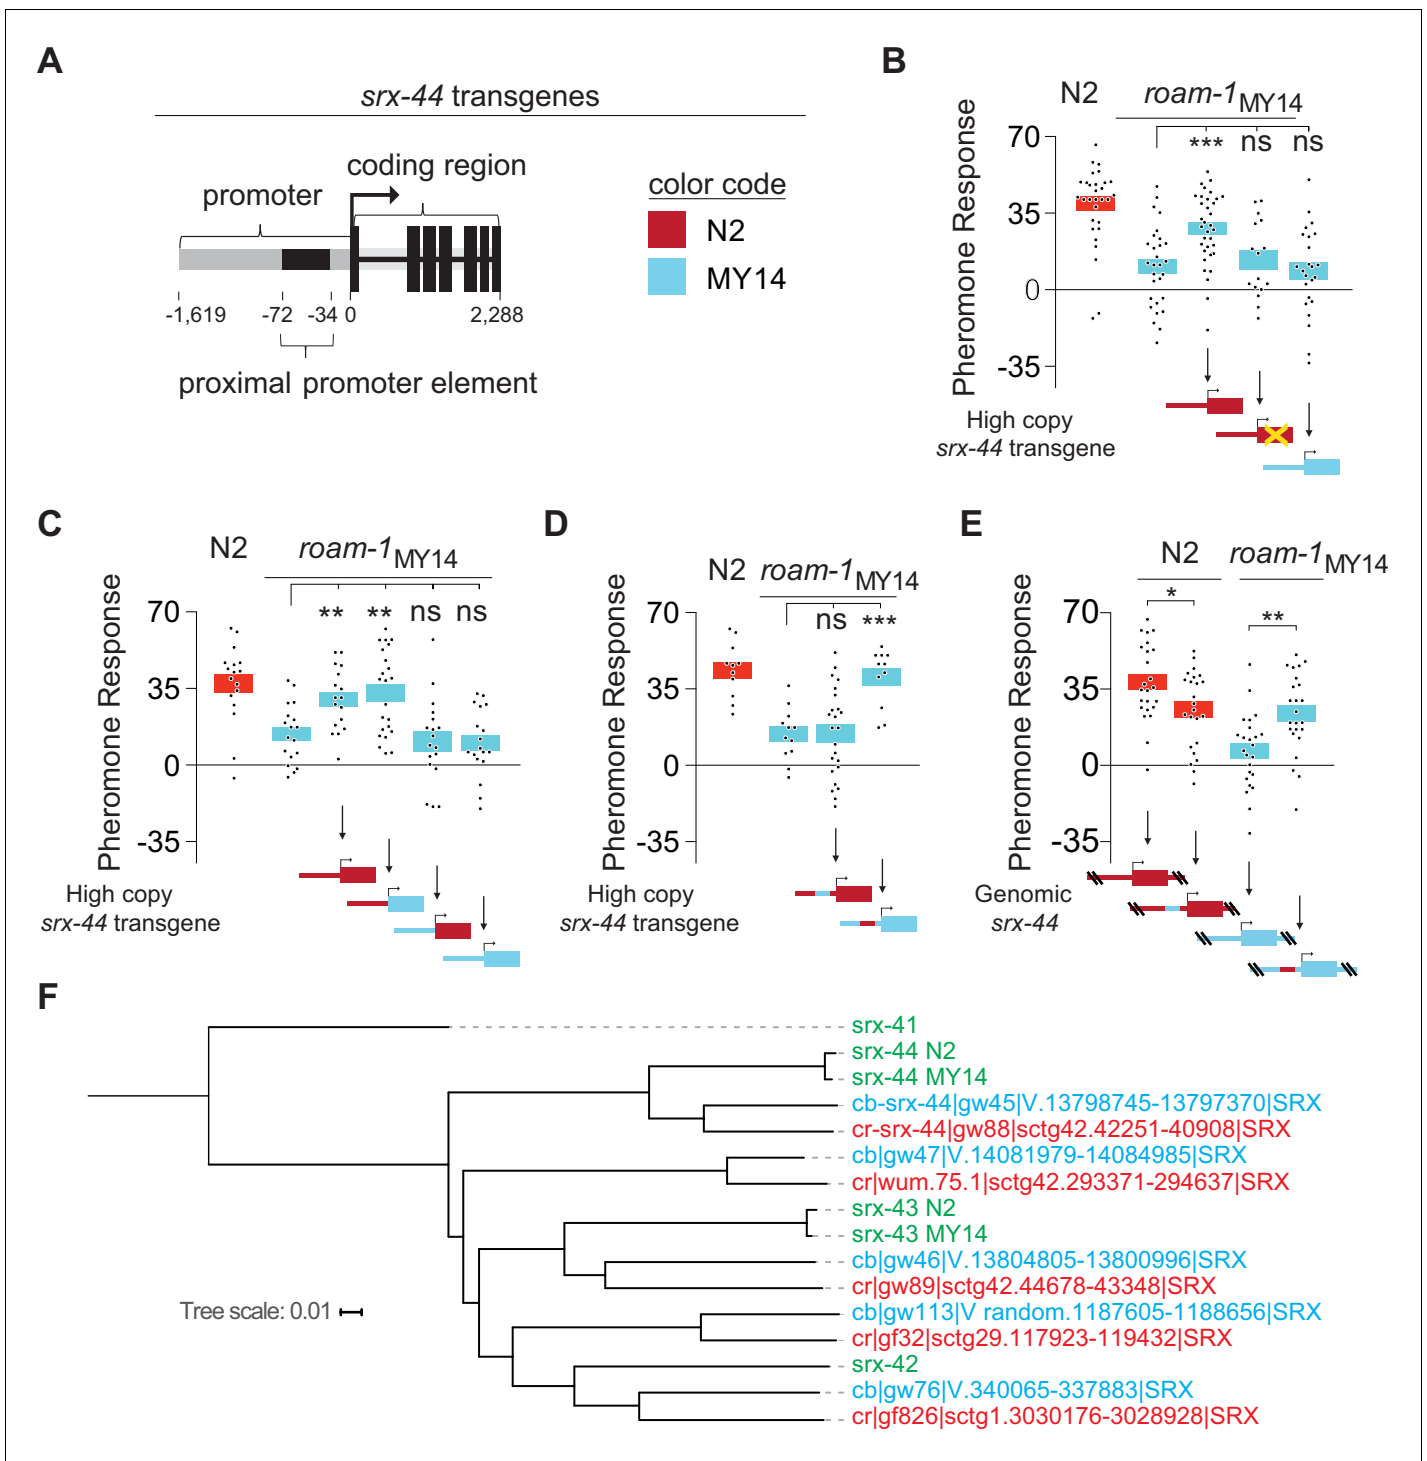 A
srx-44 transgenes
coding region
promoter
-1,619 -72 -34 0 2,288
proximal promoter element
color code
N2
MY14
B
N2 roam-1MY14
*** ns ns
Pheromone Response
70
35
0
-35
High copy
srx-44 transgene
C
N2 roam-1MY14
** ** ns ns
Pheromone Response
70
35
0
-35
High copy
srx-44 transgene
D
N2 roam-1MY14
ns ***
Pheromone Response
70
35
0
-35
High copy
srx-44 transgene
E
N2 roam-1MY14
* **
Pheromone Response
70
35
0
-35
Genomic
srx-44
F
srx-41
srx-44 N2
srx-44 MY14
cb-srx-44|gw45|V.13798745-13797370|SRX
cr-srx-44|gw88|sctg42.42251-40908|SRX
cb|gw47|V.14081979-14084985|SRX
cr|wum.75.1|sctg42.293371-294637|SRX
srx-43 N2
srx-43 MY14
cb|gw46|V.13804805-13800996|SRX
cr|gw89|sctg42.44678-43348|SRX
cb|gw113|V random.1187605-1188656|SRX
cr|gf32|sctg29.117923-119432|SRX
srx-42
cb|gw76|V.340065-337883|SRX
cr|gf826|sctg1.3030176-3028928|SRX
Tree scale: 0.01